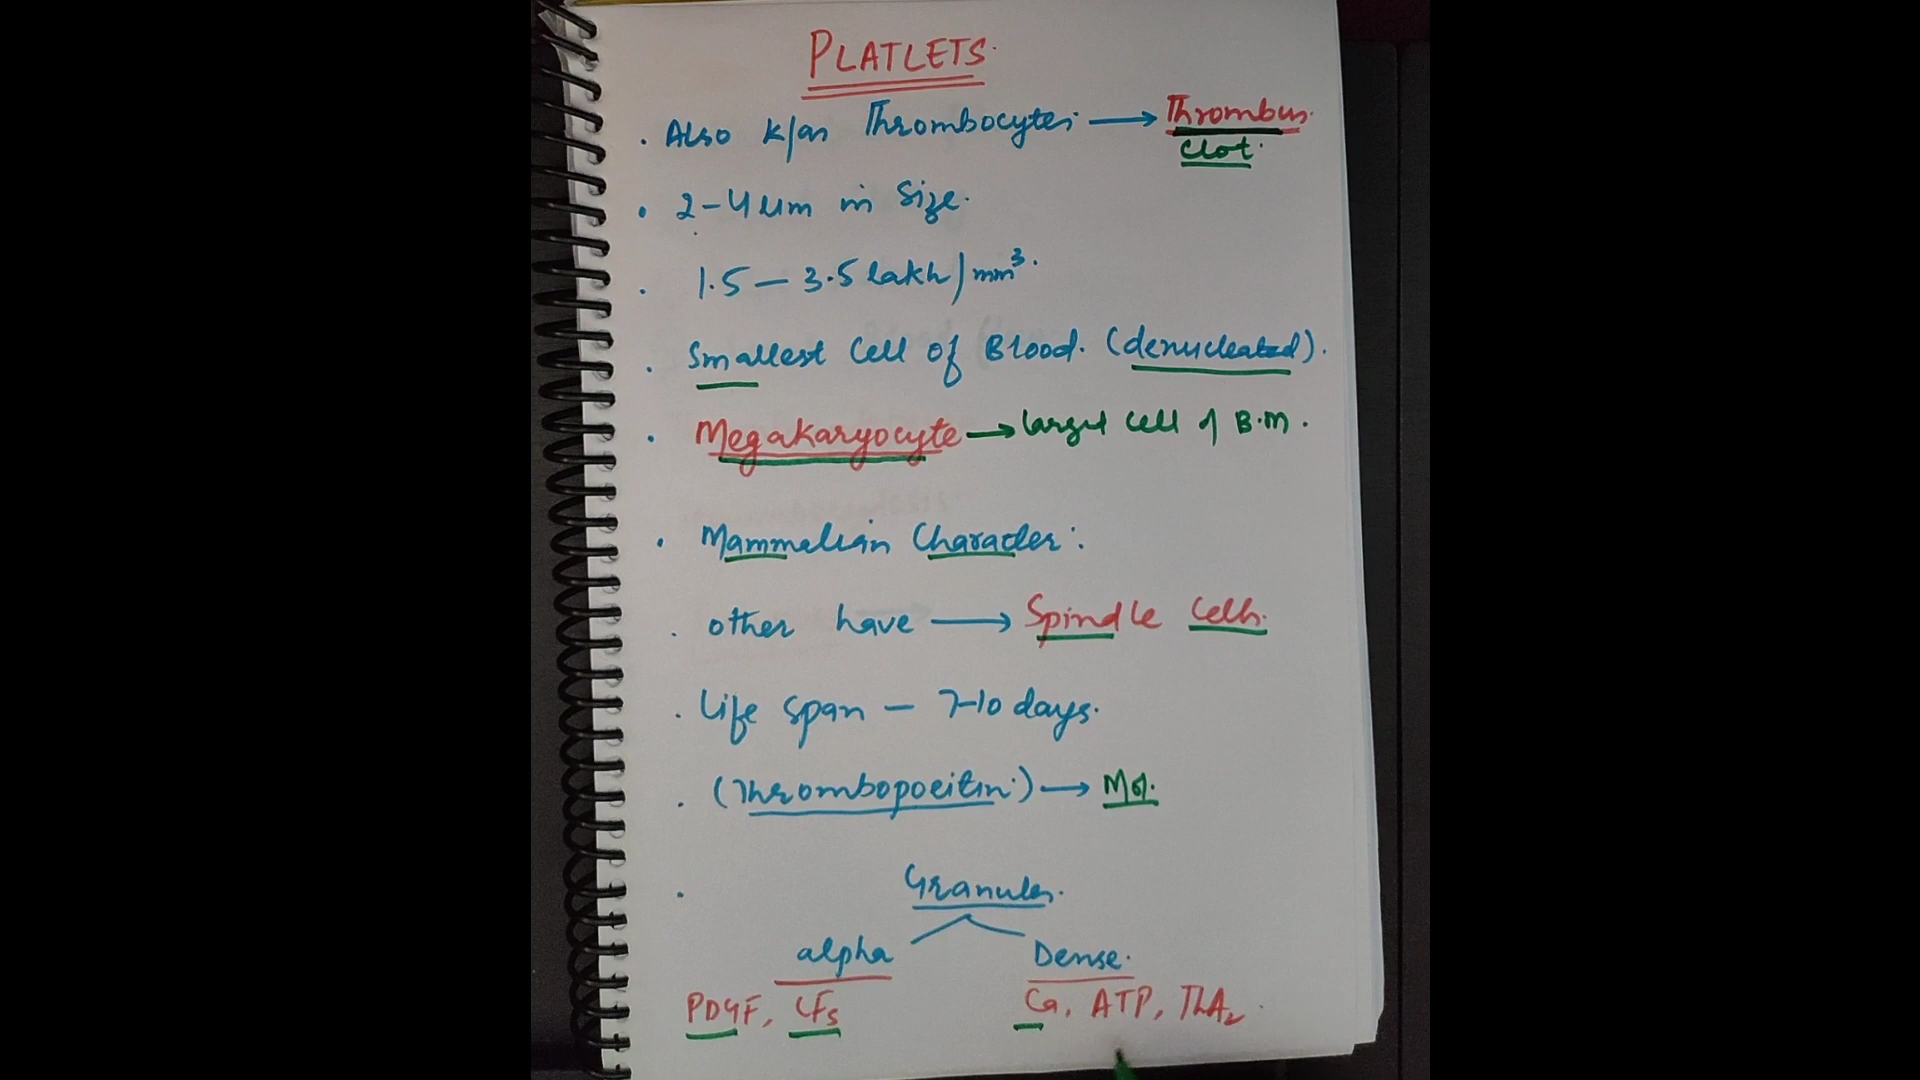 PLATLETS.
. Also k/as Thrombocytes → Thrombus.
Clot.
. 2-4 um in Size.
. 1.5 — 3.5 lakh/mm³.
. Smallest Cell of Blood. (denucleated).
. Megakaryocyte → largest cell of B.M.
. Mammalian Character:
. other have → Spindle Cells.
. Life span — 7-10 days.
. (Thrombopoeitin.) →
. Granules.
alpha Dense.
PDGF, CFs Ca, ATP, ThA₂.